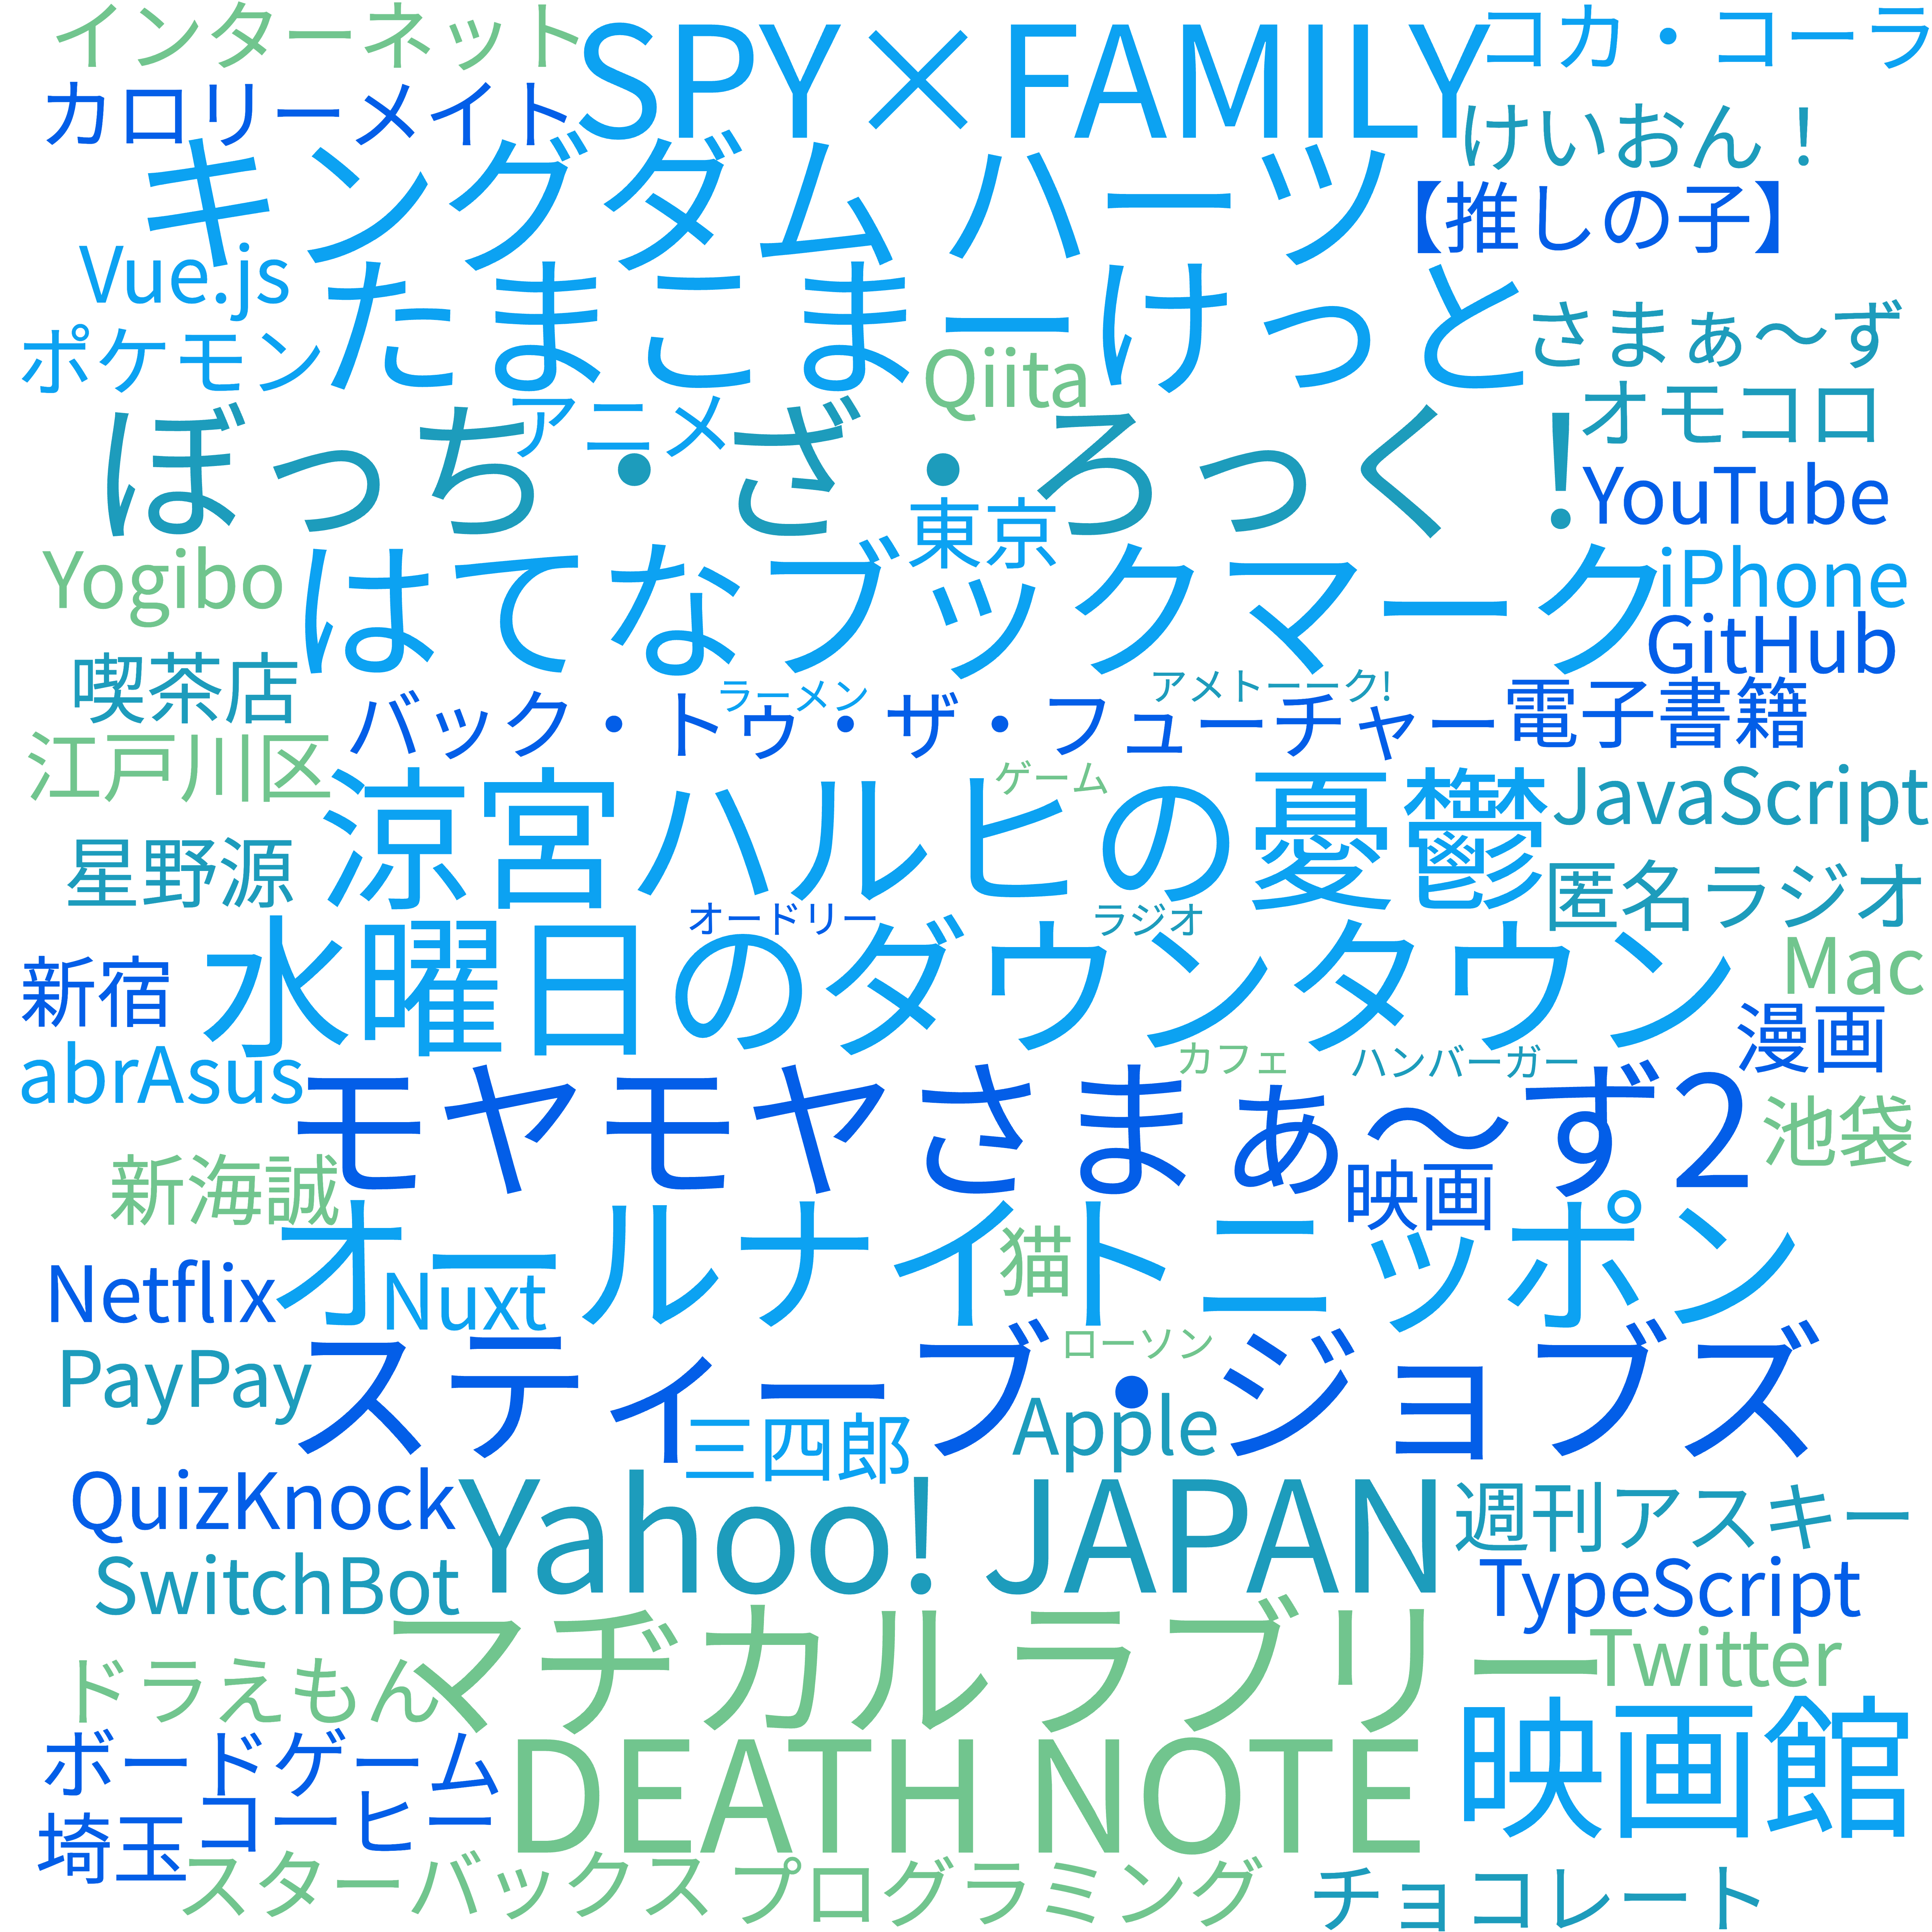 インターネット
SPY×FAMILY
コカ・コーラ
カロリーメイト
けいおん！
キングダムハーツ
【推しの子】
Vue.js
たまごまーけっと
さまぁ〜ず
ポケモン
Qiita
アニメ
オモコロ
ぼっち・ざ・ろっく！
YouTube
東京
Yogibo
はてなブックマーク
iPhone
GitHub
喫茶店
ラーメン
アメトーーク!
バック・トゥ・ザ・フューチャー
電子書籍
江戸川区
ゲーム
涼宮ハルヒの憂鬱
JavaScript
星野源
匿名ラジオ
オードリー
ラジオ
水曜日のダウンタウン
Mac
新宿
漫画
abrAsus
カフェ
ハンバーガー
モヤモヤさまぁ〜ず2
池袋
新海誠
映画
オールナイトニッポン
猫
Netflix
Nuxt
ローソン
PayPay
スティーブ・ジョブズ
Apple
三四郎
QuizKnock
Yahoo! JAPAN
週刊アスキー
SwitchBot
TypeScript
マヂカルラブリー
Twitter
ドラえもん
映画館
ボードゲーム
DEATH NOTE
コーヒー
埼玉
スターバックス
プログラミング
チョコレート